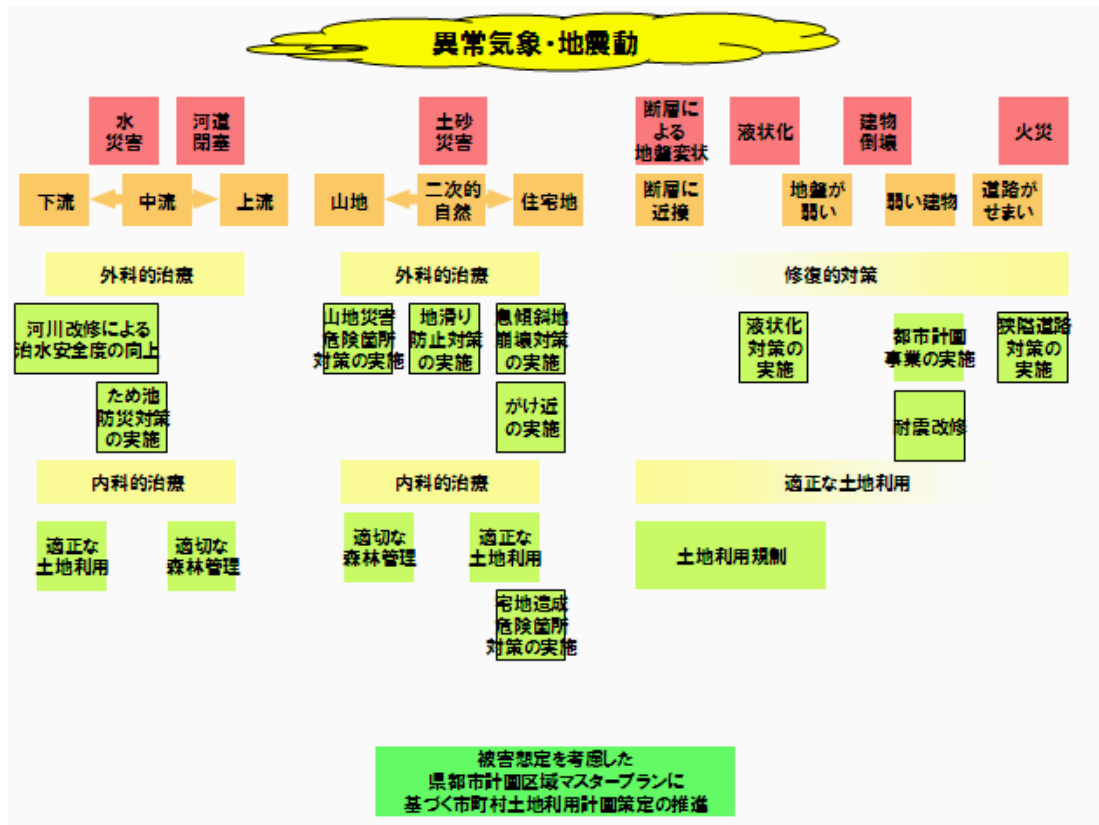 異常気象・地震動
水
災害
河道
閉塞
土砂
災害
断層に
よる
地盤変状
液状化
建物
倒壊
火災
下流
中流
上流
山地
二次的
自然
住宅地
断層に
近接
地盤が
弱い
弱い建物
道路が
せまい
外科的治療
外科的治療
修復的対策
河川改修による
治水安全度の向上
山地災害
危険箇所
対策の実施
地滑り
防止対策
の実施
急傾斜地
崩壊対策
の実施
液状化
対策の
実施
都市計画
事業の実施
狭隘道路
対策の
実施
ため池
防災対策
の実施
がけ近
の実施
耐震改修
内科的治療
内科的治療
適正な土地利用
適正な
土地利用
適切な
森林管理
適切な
森林管理
適正な
土地利用
土地利用規制
宅地造成
危険箇所
対策の実施
被害想定を考慮した
県都市計画区域マスタープランに
基づく市町村土地利用計画策定の推進